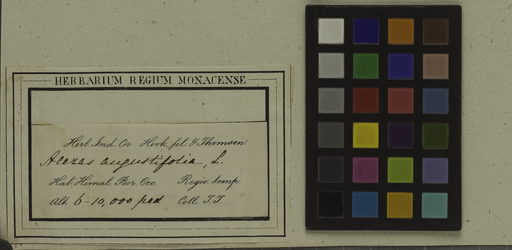 HERBARIUM REGIUM MONACENSE
Herb. Ind. Or Hook. fil. & Thomson.
angustifolia, L.
Hab. Himal. Bor. Occ. Regio temp.
Alt. 6-10,000 ped Coll. T.T.